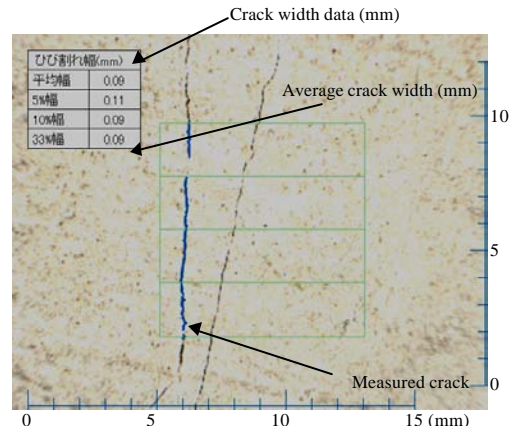 Crack width data (mm)
ひび割れ幅(mm)
平均幅 0.09
5%幅 0.11
10%幅 0.09
33%幅 0.09
Average crack width (mm)
10
5
Measured crack
0
0 5 10 15 (mm)